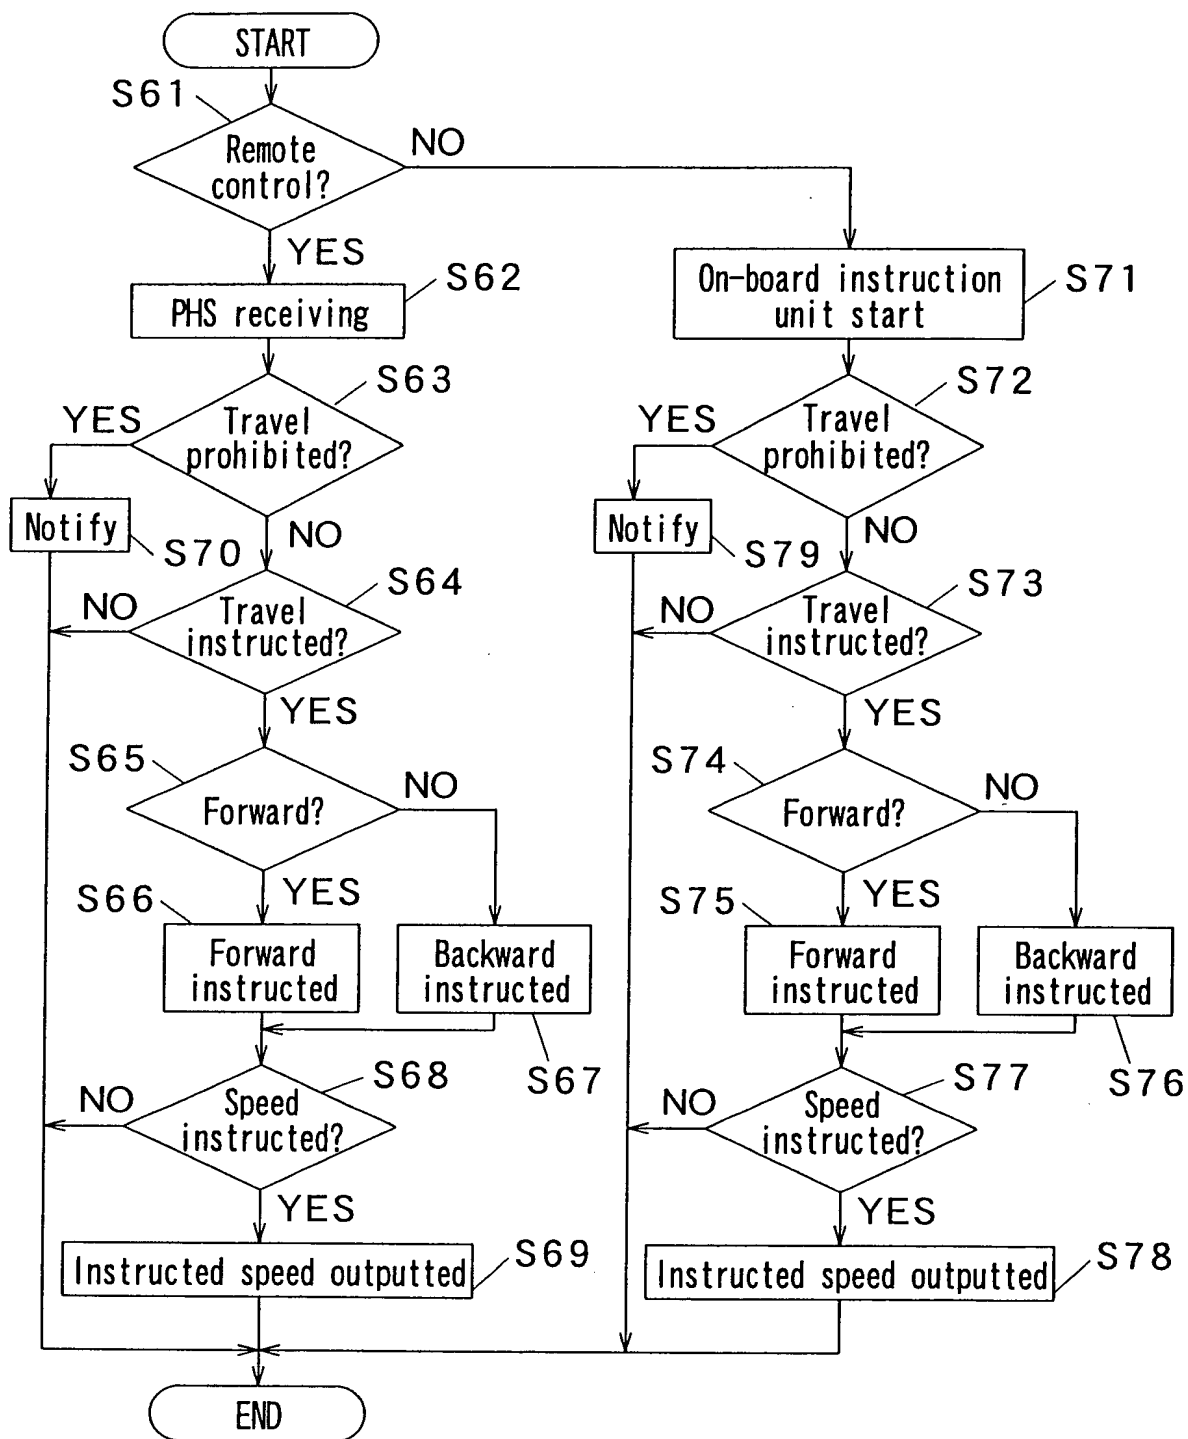 START
S61
Remote
control?
NO
YES
S62
PHS receiving
S63
Travel
prohibited?
YES
Notify
S70
NO
S64
Travel
instructed?
NO
YES
S65
Forward?
NO
YES
S66
Forward
instructed
Backward
instructed
S67
S68
Speed
instructed?
NO
YES
Instructed speed outputted
S69
On-board instruction
unit start
S71
S72
Travel
prohibited?
YES
Notify
S79
NO
S73
Travel
instructed?
NO
YES
S74
Forward?
NO
YES
S75
Forward
instructed
Backward
instructed
S76
S77
Speed
instructed?
NO
YES
Instructed speed outputted
S78
END